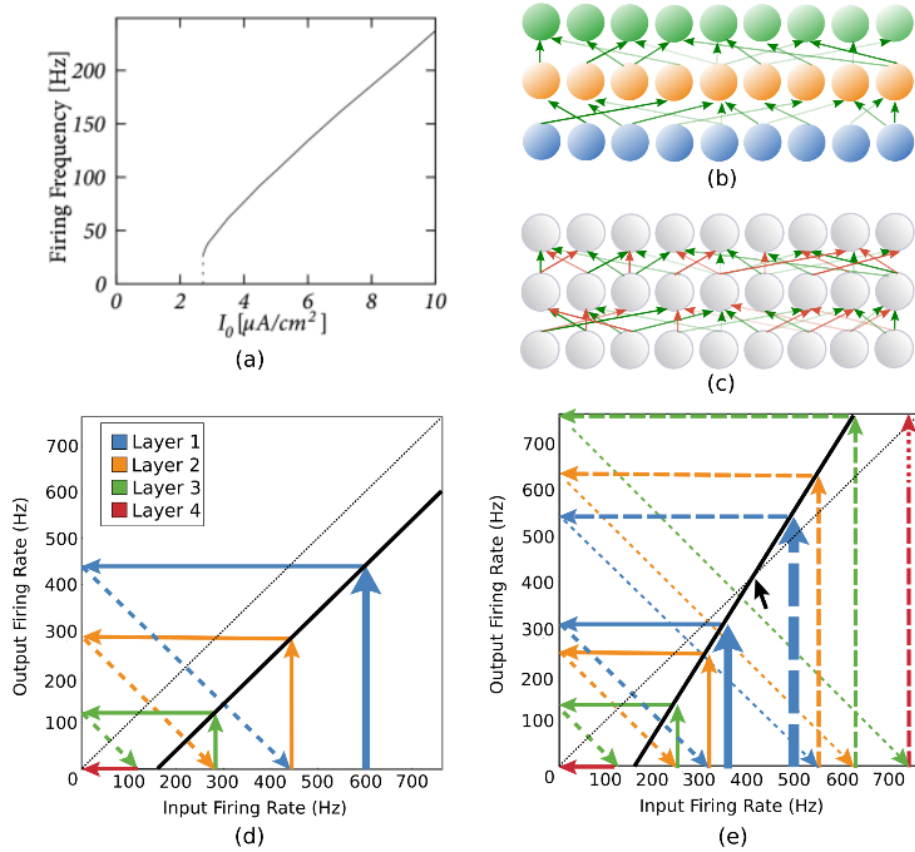 Firing Frequency [Hz]
200
150
100
50
0
0 2 4 6 8 10
I₀ [μA/cm²]
(a)
(b)
(c)
Output Firing Rate (Hz)
700
600
500
400
300
200
100
Layer 1
Layer 2
Layer 3
Layer 4
0 100 200 300 400 500 600 700
Input Firing Rate (Hz)
(d)
Output Firing Rate (Hz)
700
600
500
400
300
200
100
0 100 200 300 400 500 600 700
Input Firing Rate (Hz)
(e)